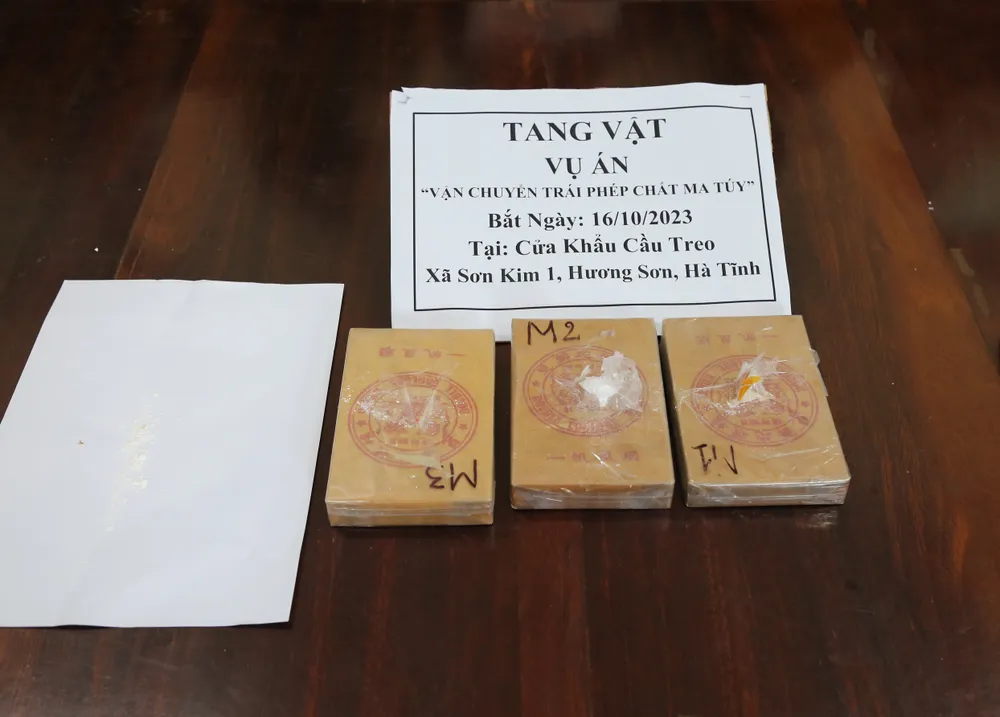 TANG VẬT
VỤ ÁN
“VẬN CHUYỂN TRÁI PHÉP CHẤT MA TÚY”
Bắt Ngày: 16/10/2023
Tại: Cửa Khẩu Cầu Treo
Xã Sơn Kim 1, Hương Sơn, Hà Tĩnh
M3
M2
M1